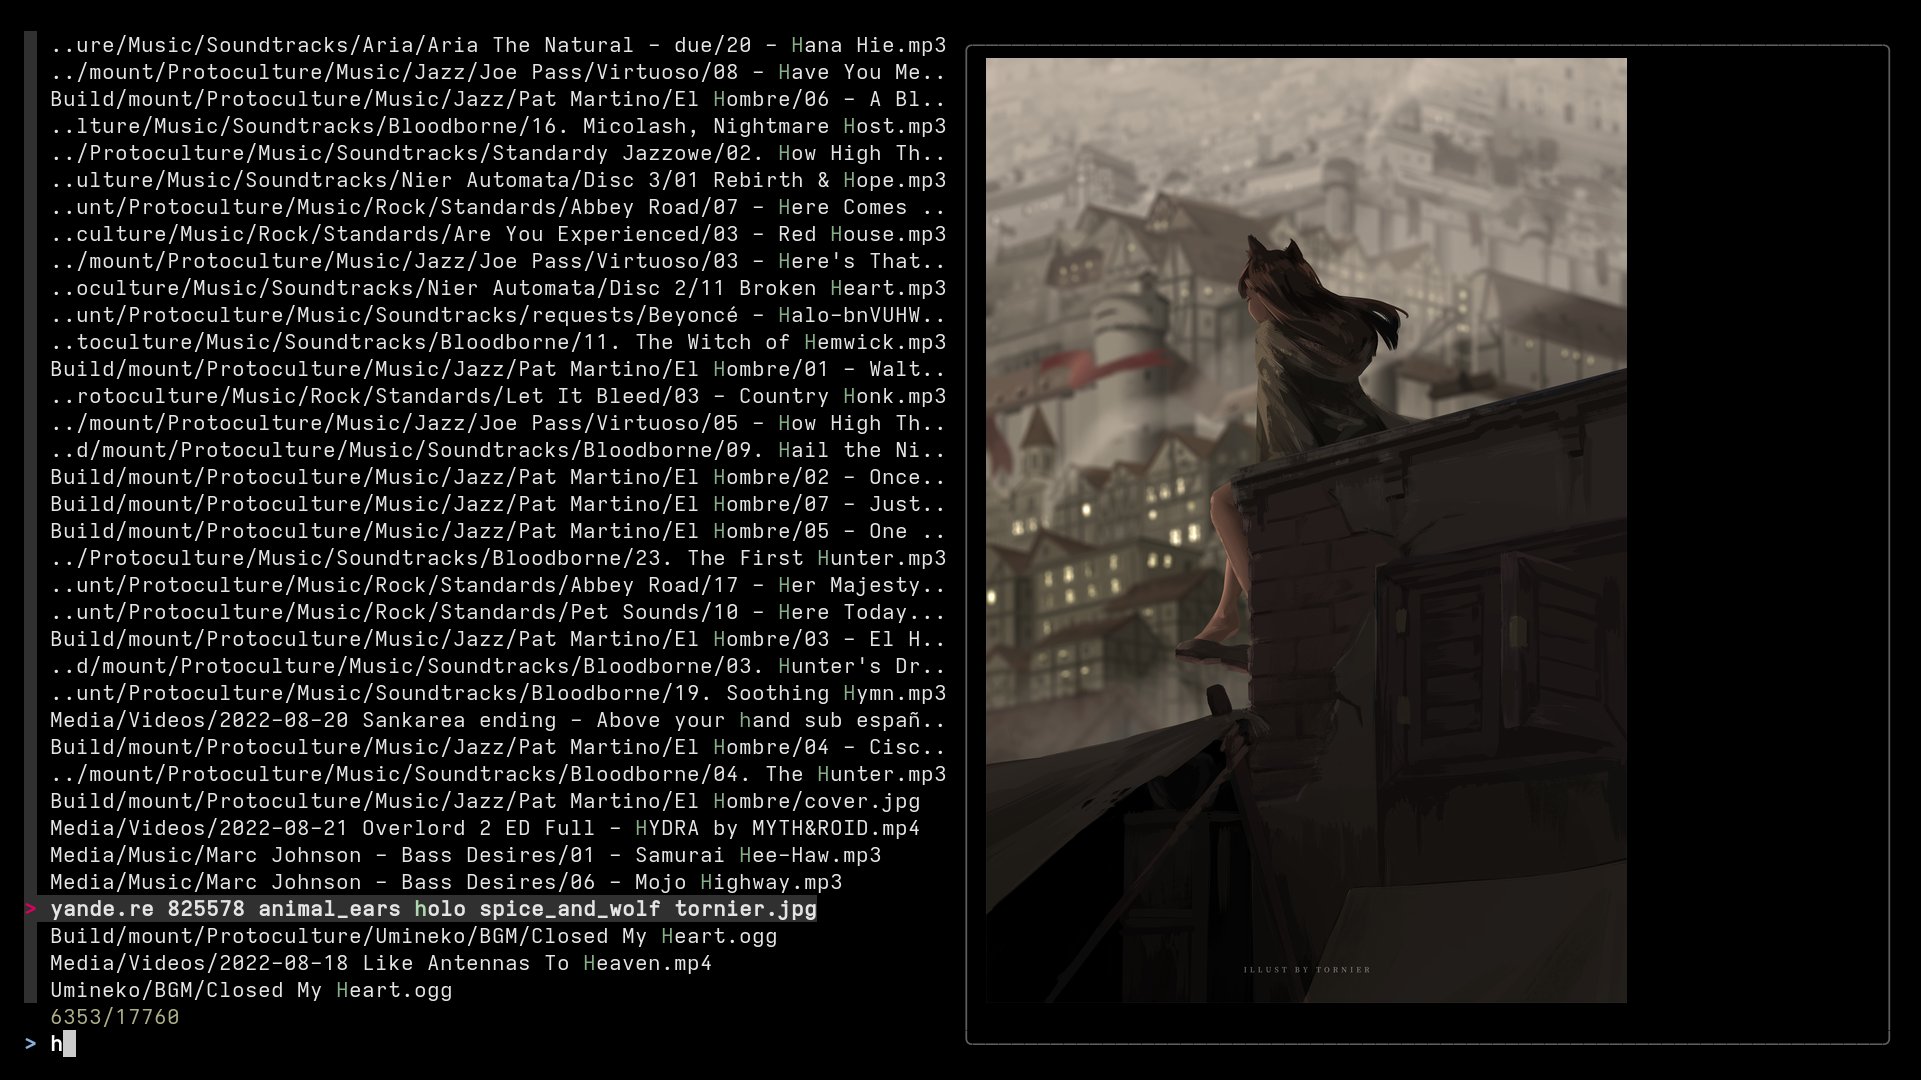 ..ure/Music/Soundtracks/Aria/Aria The Natural - due/20 - Hana Hie.mp3
../mount/Protoculture/Music/Jazz/Joe Pass/Virtuoso/08 - Have You Me..
Build/mount/Protoculture/Music/Jazz/Pat Martino/El Hombre/06 - A Bl..
..lture/Music/Soundtracks/Bloodborne/16. Micolash, Nightmare Host.mp3
../Protoculture/Music/Soundtracks/Standardy Jazzowe/02. How High Th..
..ulture/Music/Soundtracks/Nier Automata/Disc 3/01 Rebirth & Hope.mp3
..unt/Protoculture/Music/Rock/Standards/Abbey Road/07 - Here Comes ..
..culture/Music/Rock/Standards/Are You Experienced/03 - Red House.mp3
../mount/Protoculture/Music/Jazz/Joe Pass/Virtuoso/03 - Here's That..
..oculture/Music/Soundtracks/Nier Automata/Disc 2/11 Broken Heart.mp3
..unt/Protoculture/Music/Soundtracks/requests/Beyoncé - Halo-bnVUHW..
..toculture/Music/Soundtracks/Bloodborne/11. The Witch of Hemwick.mp3
Build/mount/Protoculture/Music/Jazz/Pat Martino/El Hombre/01 - Walt..
..rotoculture/Music/Rock/Standards/Let It Bleed/03 - Country Honk.mp3
../mount/Protoculture/Music/Jazz/Joe Pass/Virtuoso/05 - How High Th..
..d/mount/Protoculture/Music/Soundtracks/Bloodborne/09. Hail the Ni..
Build/mount/Protoculture/Music/Jazz/Pat Martino/El Hombre/02 - Once..
Build/mount/Protoculture/Music/Jazz/Pat Martino/El Hombre/07 - Just..
Build/mount/Protoculture/Music/Jazz/Pat Martino/El Hombre/05 - One ..
../Protoculture/Music/Soundtracks/Bloodborne/23. The First Hunter.mp3
..unt/Protoculture/Music/Rock/Standards/Abbey Road/17 - Her Majesty..
..unt/Protoculture/Music/Rock/Standards/Pet Sounds/10 - Here Today...
Build/mount/Protoculture/Music/Jazz/Pat Martino/El Hombre/03 - El H..
..d/mount/Protoculture/Music/Soundtracks/Bloodborne/03. Hunter's Dr..
..unt/Protoculture/Music/Soundtracks/Bloodborne/19. Soothing Hymn.mp3
Media/Videos/2022-08-20 Sankarea ending - Above your hand sub españ..
Build/mount/Protoculture/Music/Jazz/Pat Martino/El Hombre/04 - Cisc..
../mount/Protoculture/Music/Soundtracks/Bloodborne/04. The Hunter.mp3
Build/mount/Protoculture/Music/Jazz/Pat Martino/El Hombre/cover.jpg
Media/Videos/2022-08-21 Overlord 2 ED Full - HYDRA by MYTH&ROID.mp4
Media/Music/Marc Johnson - Bass Desires/01 - Samurai Hee-Haw.mp3
Media/Music/Marc Johnson - Bass Desires/06 - Mojo Highway.mp3
> yande.re 825578 animal_ears holo spice_and_wolf tornier.jpg
Build/mount/Protoculture/Umineko/BGM/Closed My Heart.ogg
Media/Videos/2022-08-18 Like Antennas To Heaven.mp4
Umineko/BGM/Closed My Heart.ogg
6353/17760
> h
ILLUST BY TORNIER